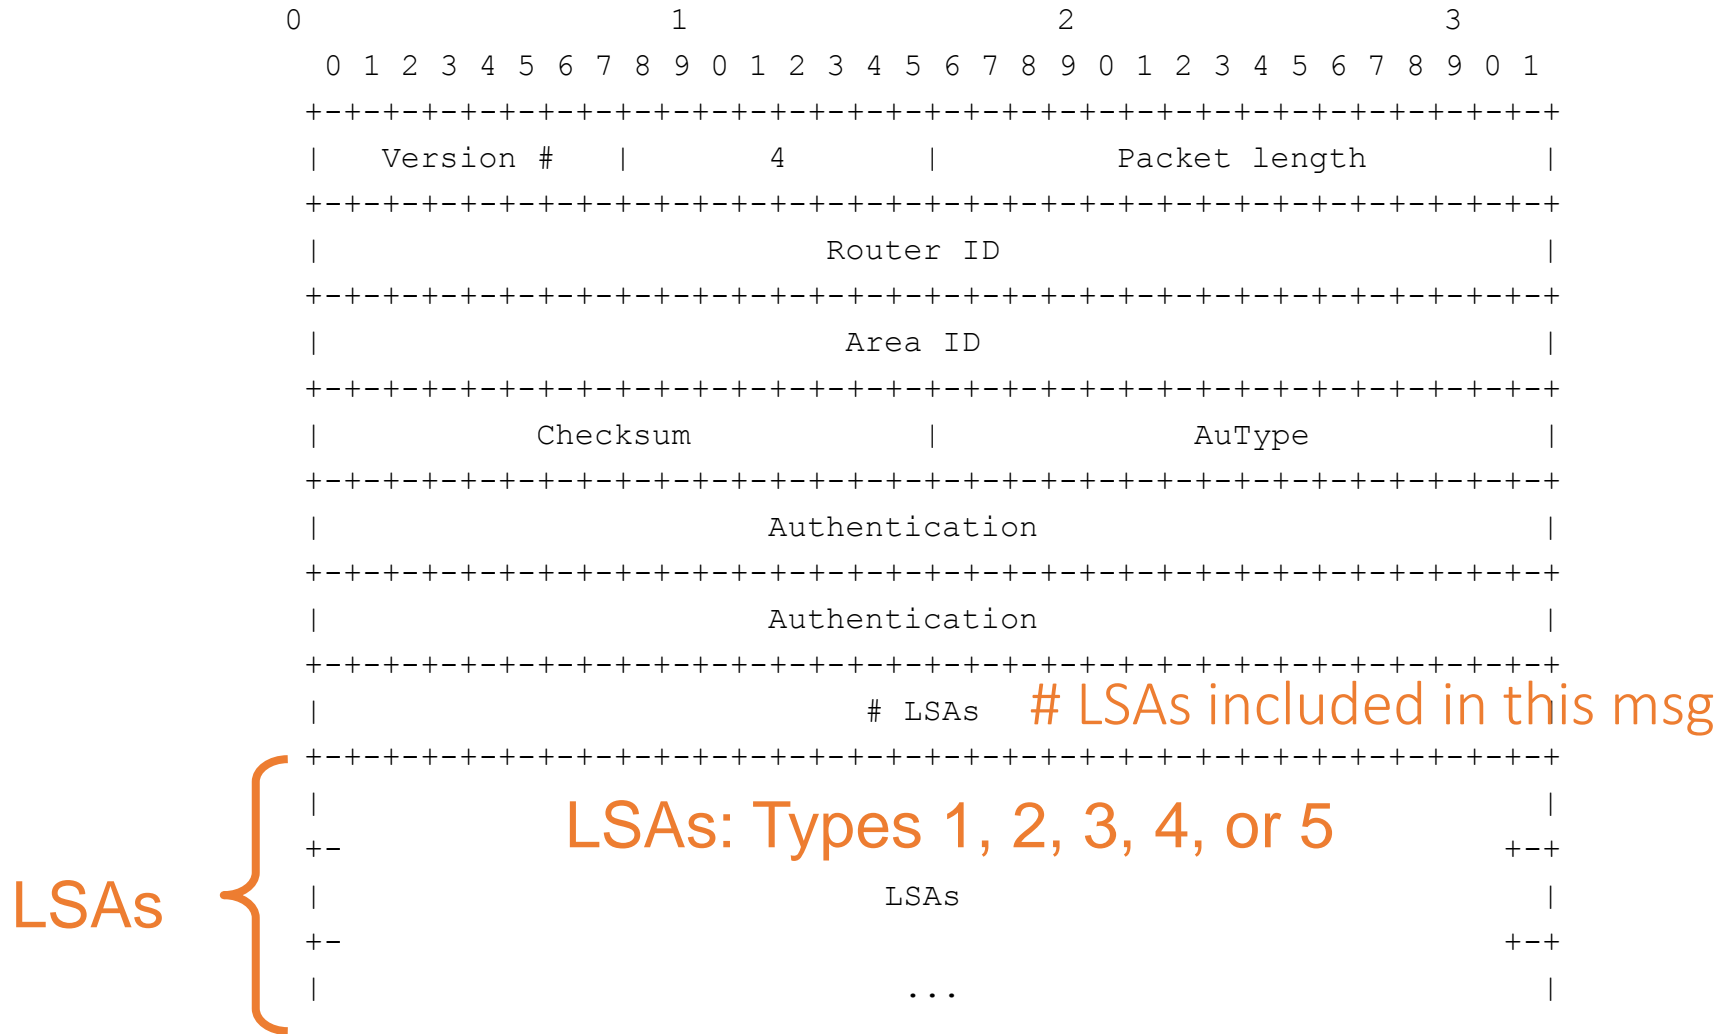 0                   1                   2                   3
0 1 2 3 4 5 6 7 8 9 0 1 2 3 4 5 6 7 8 9 0 1 2 3 4 5 6 7 8 9 0 1
+-+-+-+-+-+-+-+-+-+-+-+-+-+-+-+-+-+-+-+-+-+-+-+-+-+-+-+-+-+-+-+-+
|   Version #   |       4       |         Packet length         |
+-+-+-+-+-+-+-+-+-+-+-+-+-+-+-+-+-+-+-+-+-+-+-+-+-+-+-+-+-+-+-+-+
|                          Router ID                            |
+-+-+-+-+-+-+-+-+-+-+-+-+-+-+-+-+-+-+-+-+-+-+-+-+-+-+-+-+-+-+-+-+
|                           Area ID                             |
+-+-+-+-+-+-+-+-+-+-+-+-+-+-+-+-+-+-+-+-+-+-+-+-+-+-+-+-+-+-+-+-+
|           Checksum            |             AuType            |
+-+-+-+-+-+-+-+-+-+-+-+-+-+-+-+-+-+-+-+-+-+-+-+-+-+-+-+-+-+-+-+-+
|                       Authentication                          |
+-+-+-+-+-+-+-+-+-+-+-+-+-+-+-+-+-+-+-+-+-+-+-+-+-+-+-+-+-+-+-+-+
|                       Authentication                          |
+-+-+-+-+-+-+-+-+-+-+-+-+-+-+-+-+-+-+-+-+-+-+-+-+-+-+-+-+-+-+-+-+
|                            # LSAs                             |
# LSAs included in this msg
+-+-+-+-+-+-+-+-+-+-+-+-+-+-+-+-+-+-+-+-+-+-+-+-+-+-+-+-+-+-+-+-+
|                                                               |
LSAs: Types 1, 2, 3, 4, or 5
+-                                                            +-+
LSAs
|                             LSAs                              |
+-                                                            +-+
|                              ...                              |